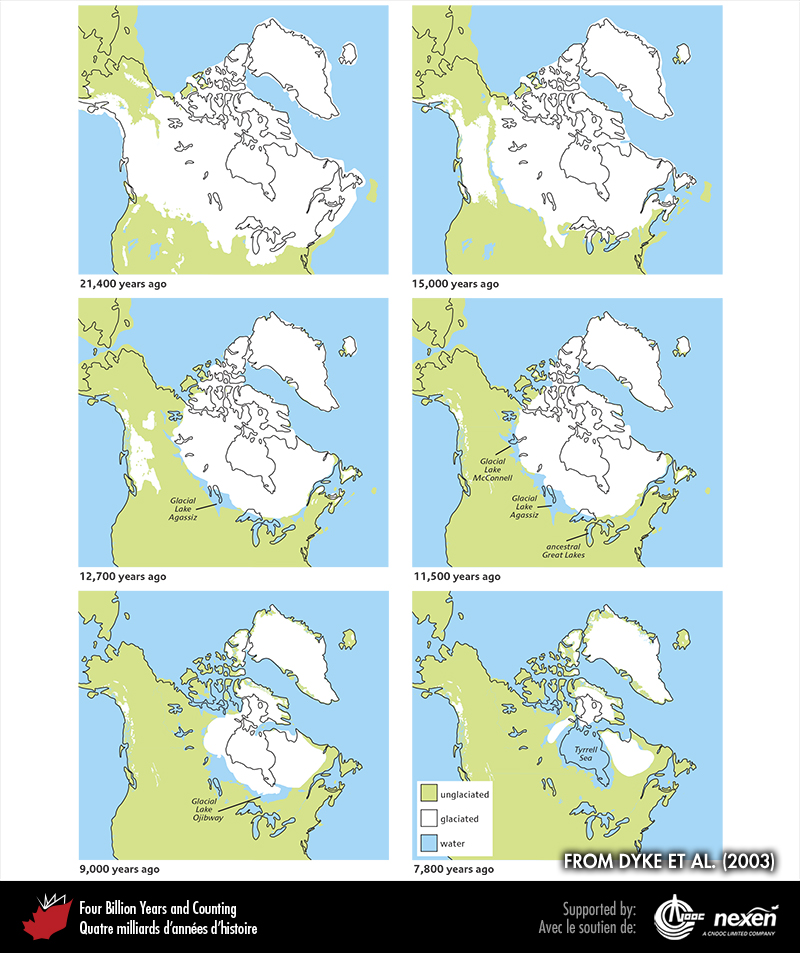 21,400 years ago
15,000 years ago
Glacial
Lake
Agassiz
12,700 years ago
Glacial
Lake
McConnell
Glacial
Lake
Agassiz
ancestral
Great Lakes
11,500 years ago
Glacial
Lake
Ojibway
9,000 years ago
Tyrrell
Sea
unglaciated
glaciated
water
7,800 years ago
FROM DYKE ET AL. (2003)
Four Billion Years and Counting
Quatre milliards d'années d'histoire
Supported by:
Avec le soutien de:
CNOOC
nexen
A CNOOC LIMITED COMPANY